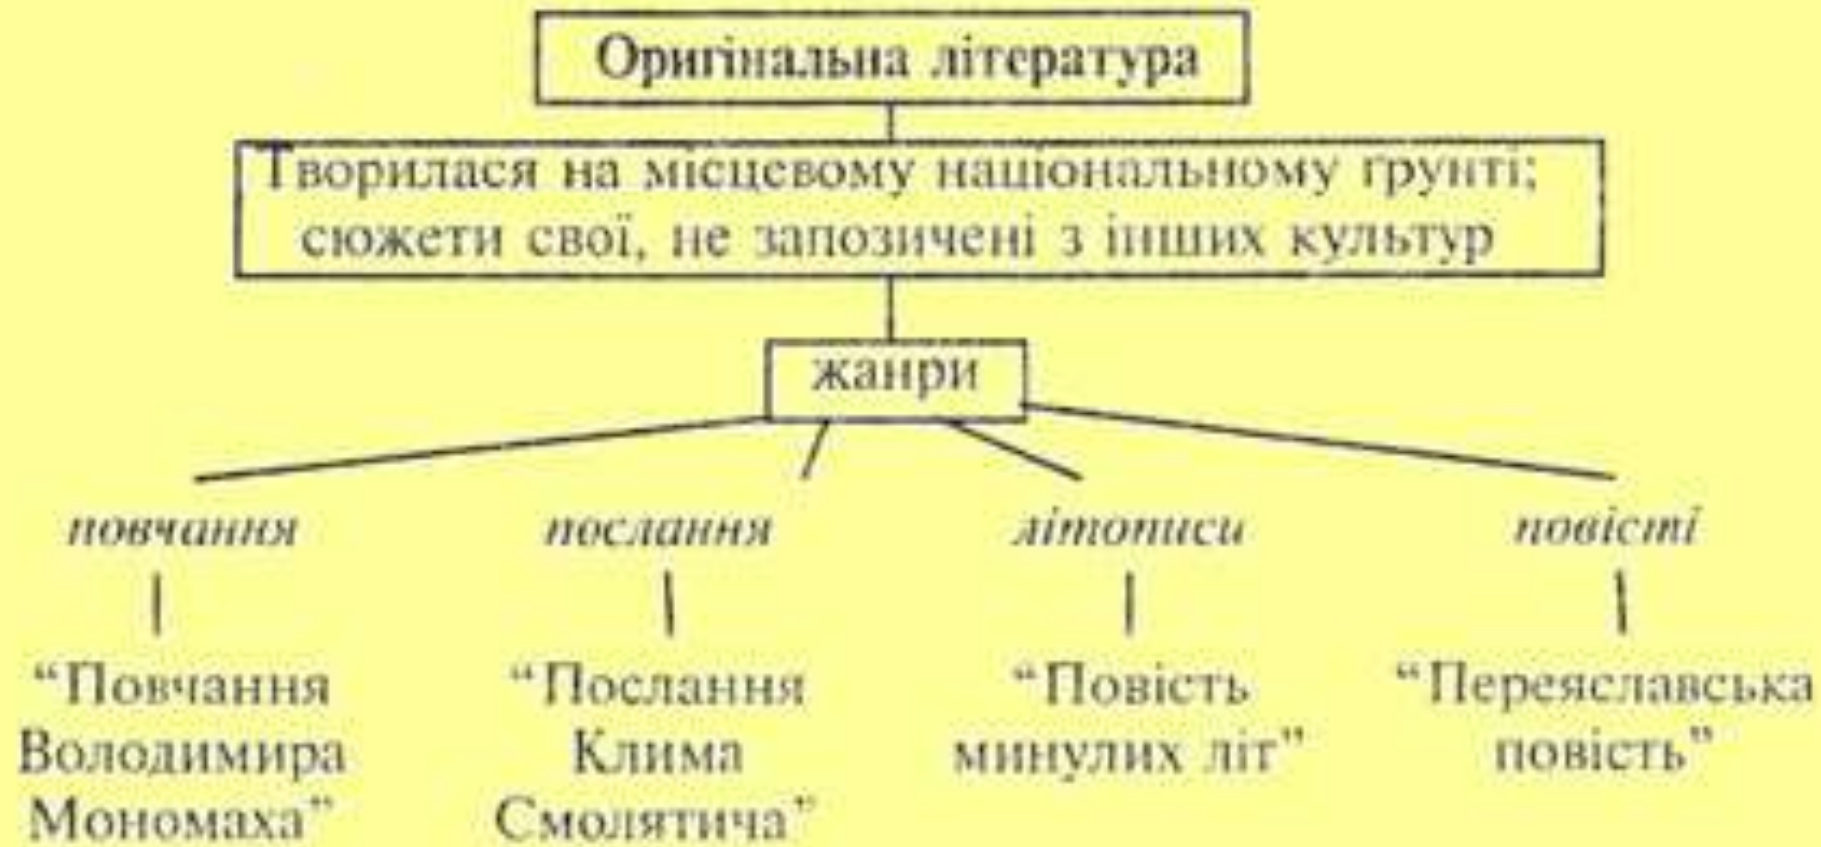 Оригінальна література
Творилася на місцевому національному ґрунті;
сюжети свої, не запозичені з інших культур
жанри
повчання
послання
літописи
повісті
“Повчання
Володимира
Мономаха”
“Послання
Клима
Смолятича”
“Повість
минулих літ”
“Переяславська
повість”